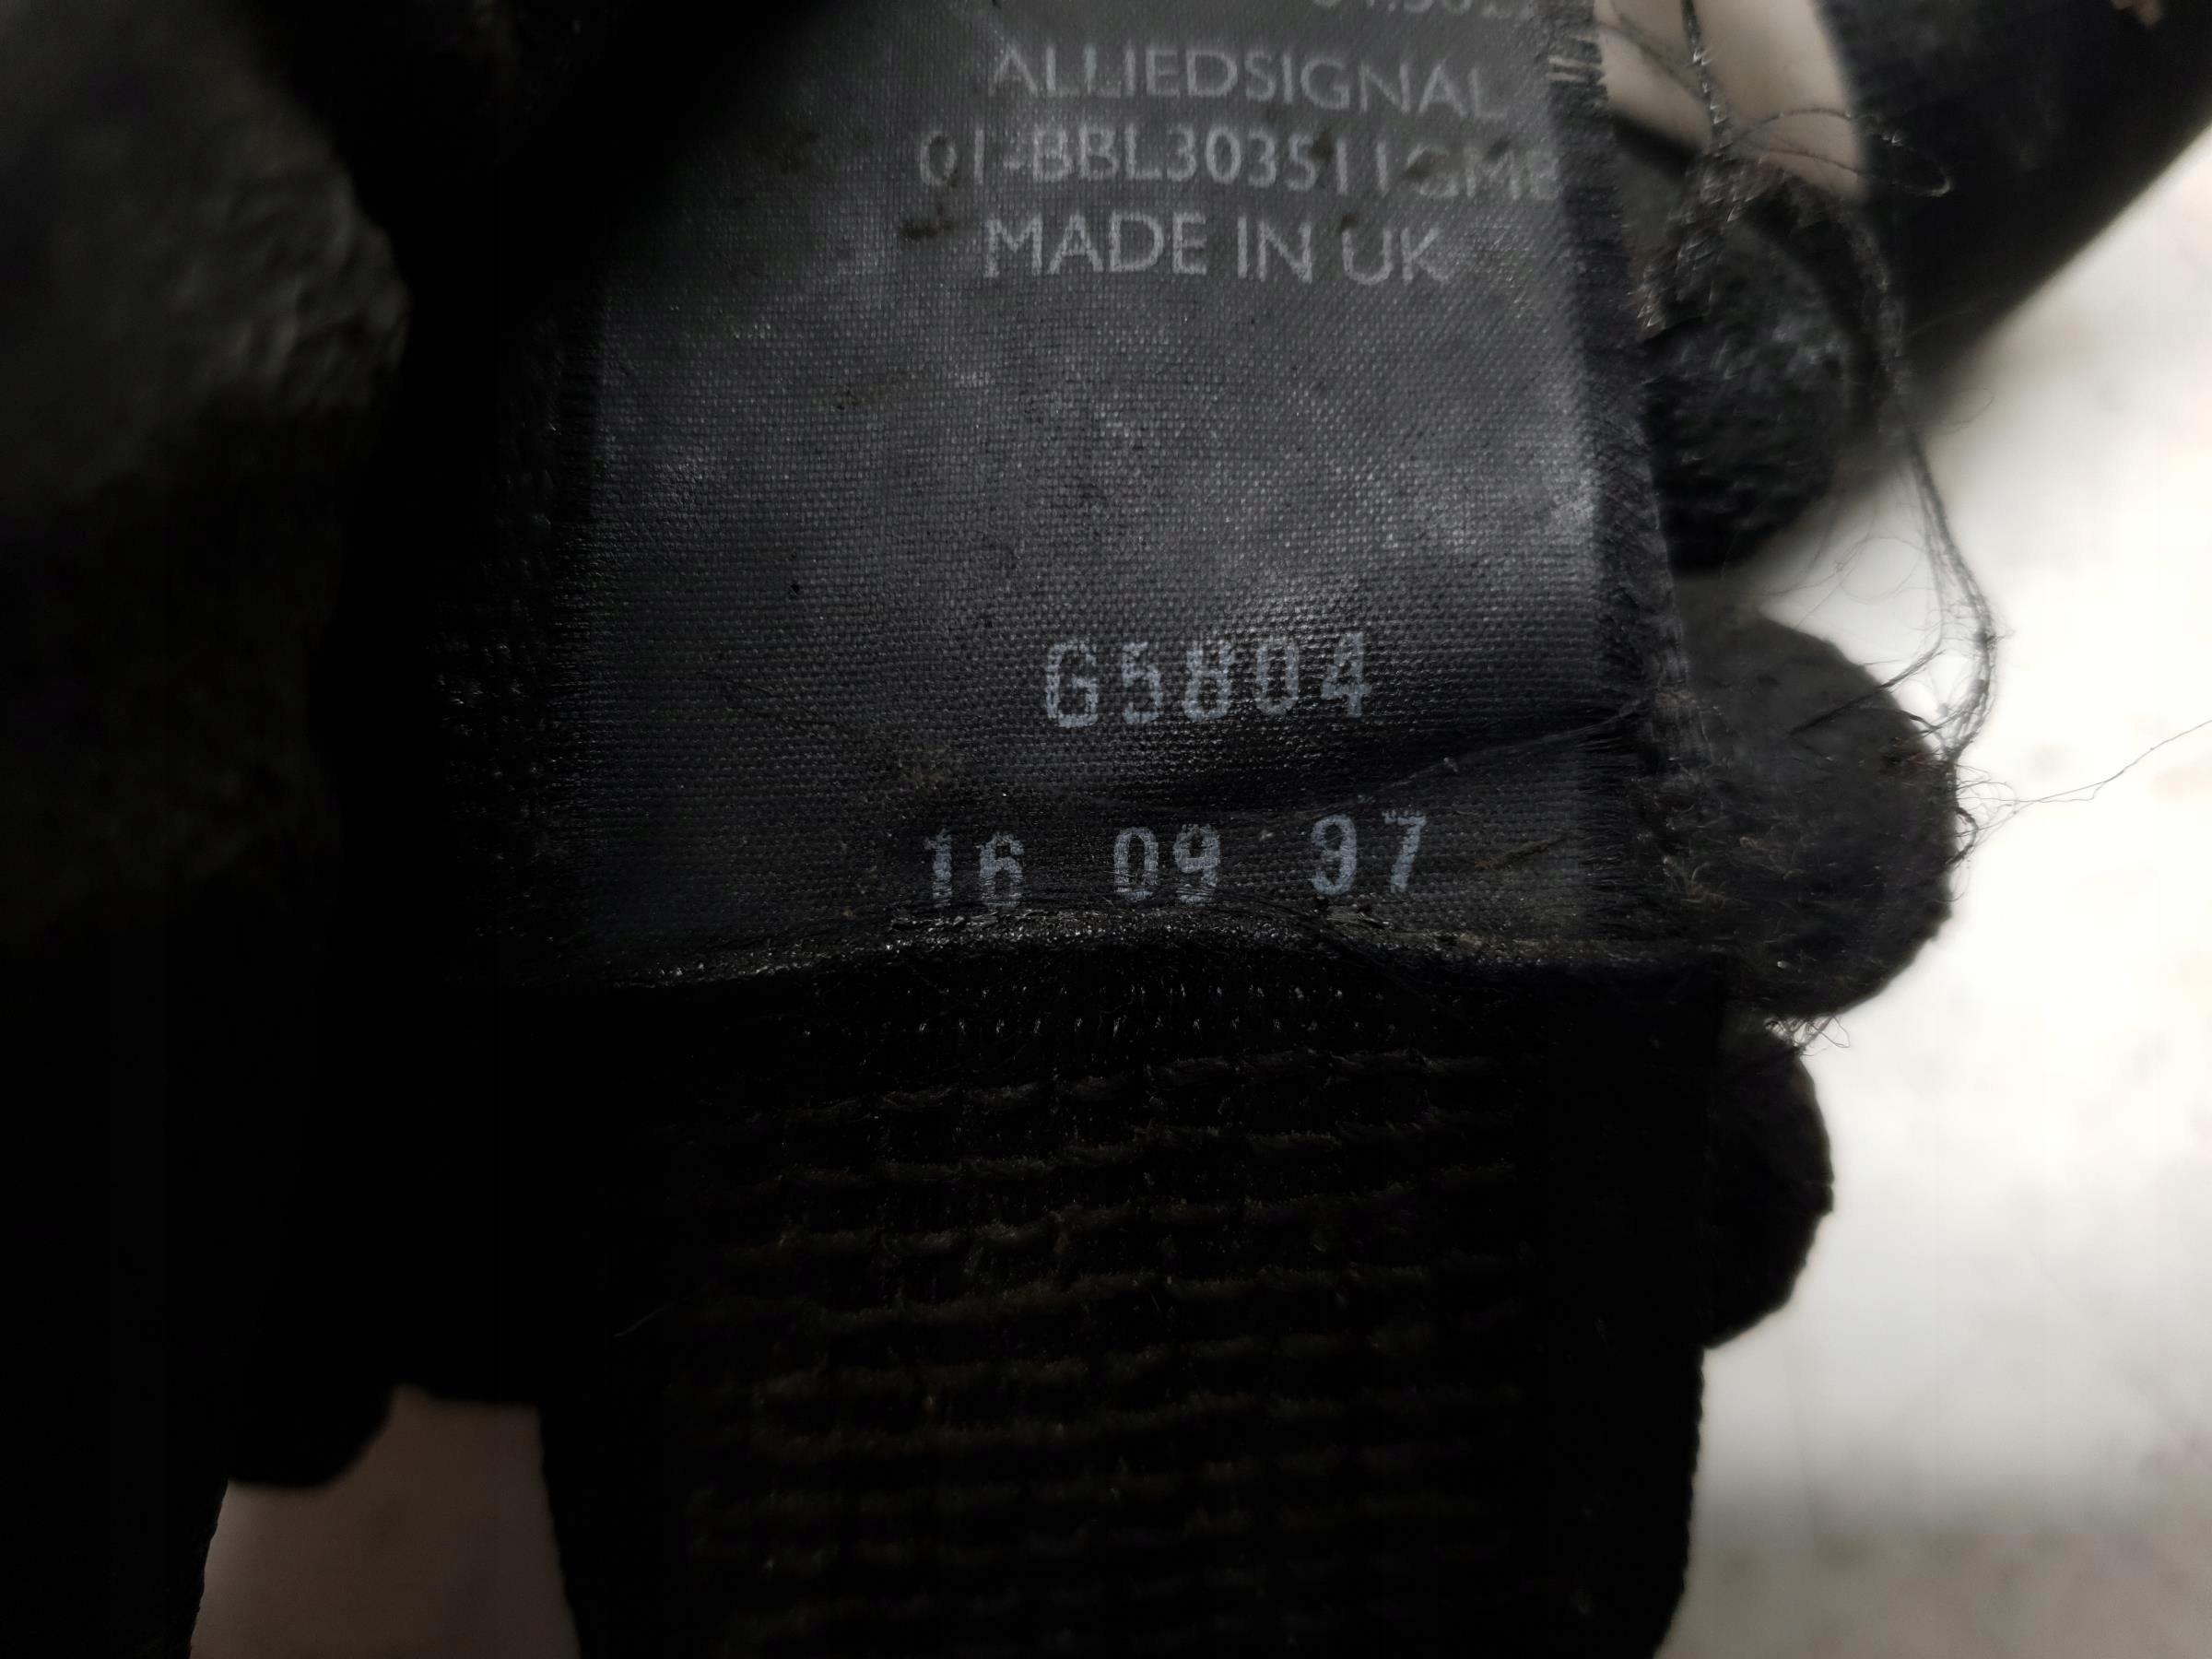 ALLIEDSIGNAL
MADE IN UK
G5804
16 09 97